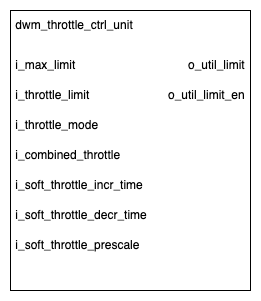 dwm_throttle_ctrl_unit
i_max_limit o_util_limit
i_throttle_limit o_util_limit_en
i_throttle_mode
i_combined_throttle
i_soft_throttle_incr_time
i_soft_throttle_decr_time
i_soft_throttle_prescale